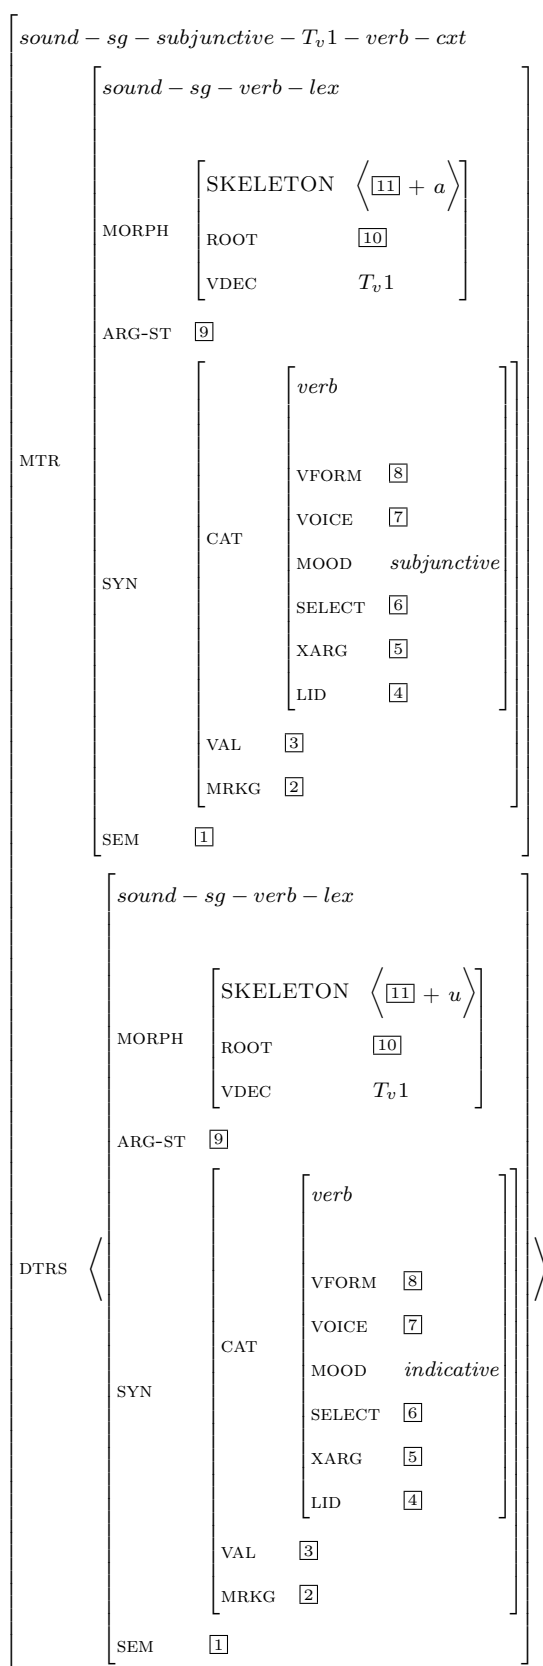 sound − sg − subjunctive − Tv1 − verb − cxt
sound − sg − verb − lex
SKELETON ⟨ 11 + a ⟩
MORPH ROOT 10
VDEC Tv1
ARG-ST 9
verb
VFORM 8
MTR
VOICE 7
CAT
MOOD subjunctive
SYN
SELECT 6
XARG 5
LID 4
VAL 3
MRKG 2
SEM 1
sound − sg − verb − lex
SKELETON ⟨ 11 + u ⟩
MORPH ROOT 10
VDEC Tv1
ARG-ST 9
verb
DTRS ⟨ ⟩
VFORM 8
VOICE 7
CAT
MOOD indicative
SYN
SELECT 6
XARG 5
LID 4
VAL 3
MRKG 2
SEM 1